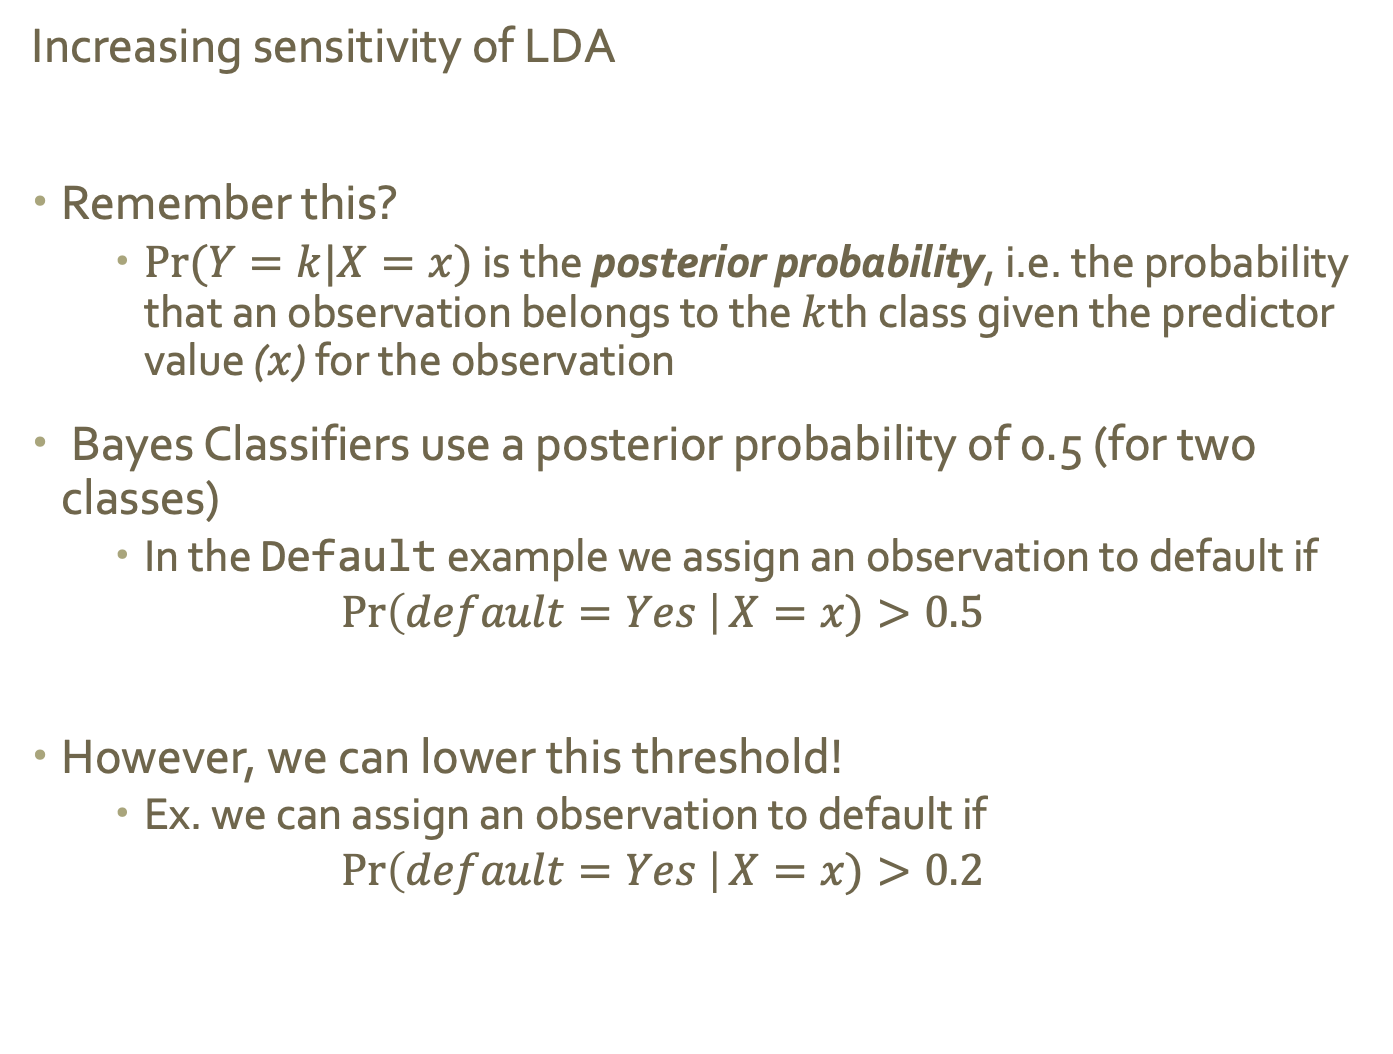 Increasing sensitivity of LDA
• Remember this?
• Pr(Y = k|X = x) is the posterior probability, i.e. the probability
that an observation belongs to the kth class given the predictor
value (x) for the observation
• Bayes Classifiers use a posterior probability of 0.5 (for two
classes)
• In the Default example we assign an observation to default if
Pr(default = Yes | X = x) > 0.5
• However, we can lower this threshold!
• Ex. we can assign an observation to default if
Pr(default = Yes | X = x) > 0.2